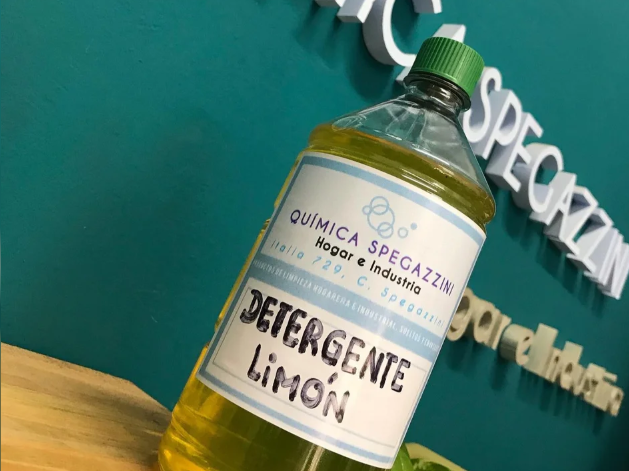 SPEGAZZINI
Hogar e Industria
QUÍMICA SPEGAZZINI
Hogar e Industria
Italia 729, C. Spegazzini
DETERGENTE
LIMÓN